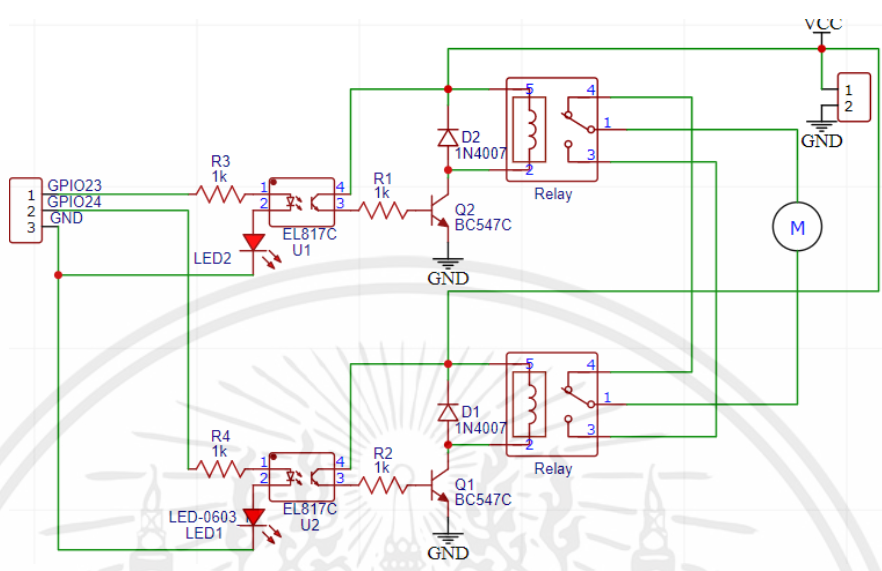 VCC
1
2
GND
5
4
1
3
2
Relay
D2
1N4007
R3
1k
1
2
4
3
EL817C
U1
R1
1k
Q2
BC547C
GND
1
2
3
GPIO23
GPIO24
GND
LED2
M
5
4
1
3
2
Relay
D1
1N4007
R4
1k
1
2
4
3
EL817C
U2
R2
1k
Q1
BC547C
GND
LED-0603
LED1